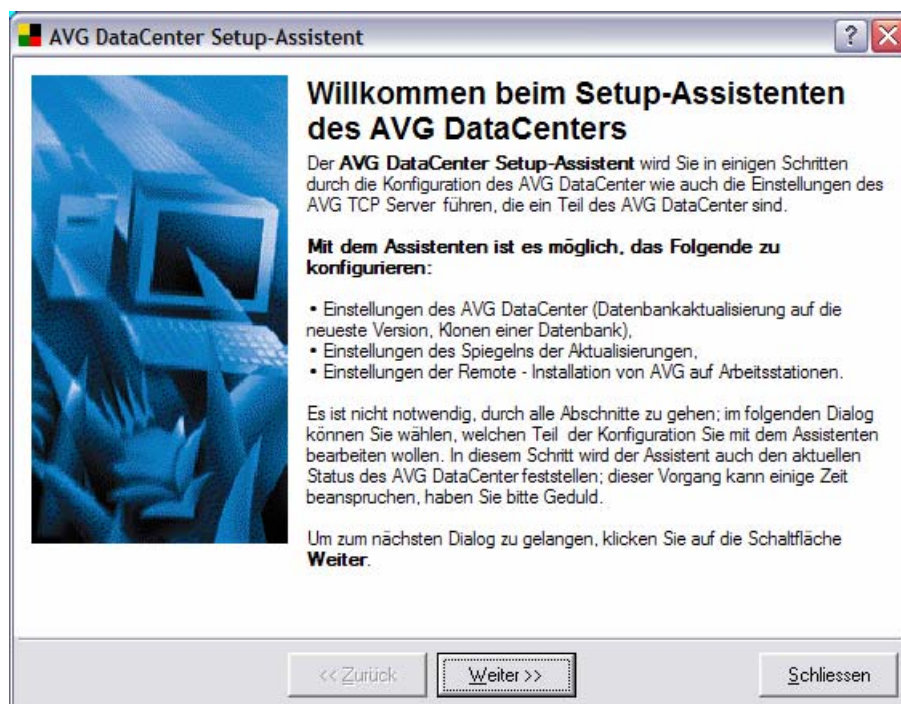 AVG DataCenter Setup-Assistent
Willkommen beim Setup-Assistenten
des AVG DataCenters
Der AVG DataCenter Setup-Assistent wird Sie in einigen Schritten
durch die Konfiguration des AVG DataCenter wie auch die Einstellungen des
AVG TCP Server führen, die ein Teil des AVG DataCenter sind.
Mit dem Assistenten ist es möglich, das Folgende zu
konfigurieren:
• Einstellungen des AVG DataCenter (Datenbankaktualisierung auf die
neueste Version, Klonen einer Datenbank),
• Einstellungen des Spiegelns der Aktualisierungen,
• Einstellungen der Remote - Installation von AVG auf Arbeitsstationen.
Es ist nicht notwendig, durch alle Abschnitte zu gehen; im folgenden Dialog
können Sie wählen, welchen Teil der Konfiguration Sie mit dem Assistenten
bearbeiten wollen. In diesem Schritt wird der Assistent auch den aktuellen
Status des AVG DataCenter feststellen; dieser Vorgang kann einige Zeit
beanspruchen, haben Sie bitte Geduld.
Um zum nächsten Dialog zu gelangen, klicken Sie auf die Schaltfläche
Weiter.
<< Zurück Weiter >> Schliessen